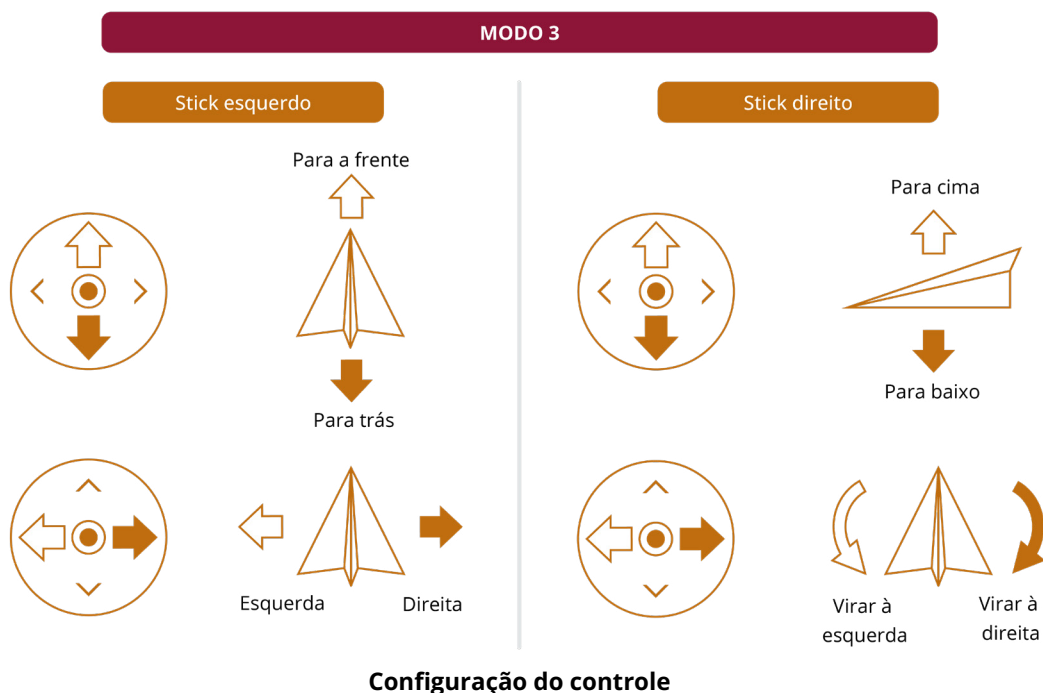 MODO 3
Stick esquerdo
Para a frente
Para trás
Esquerda
Direita
Stick direito
Para cima
Para baixo
Virar à
esquerda
Virar à
direita
Configuração do controle